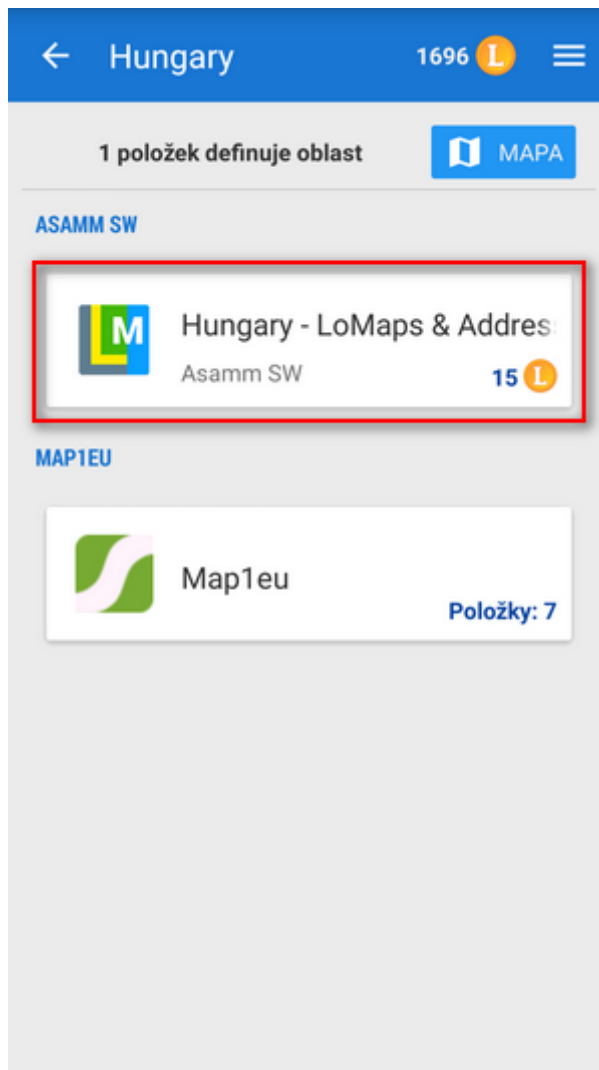 Hungary
1696 L
1 položek definuje oblast
MAPA
ASAMM SW
LM
Hungary - LoMaps & Addres
Asamm SW
15 L
MAP1EU
Map1eu
Položky: 7